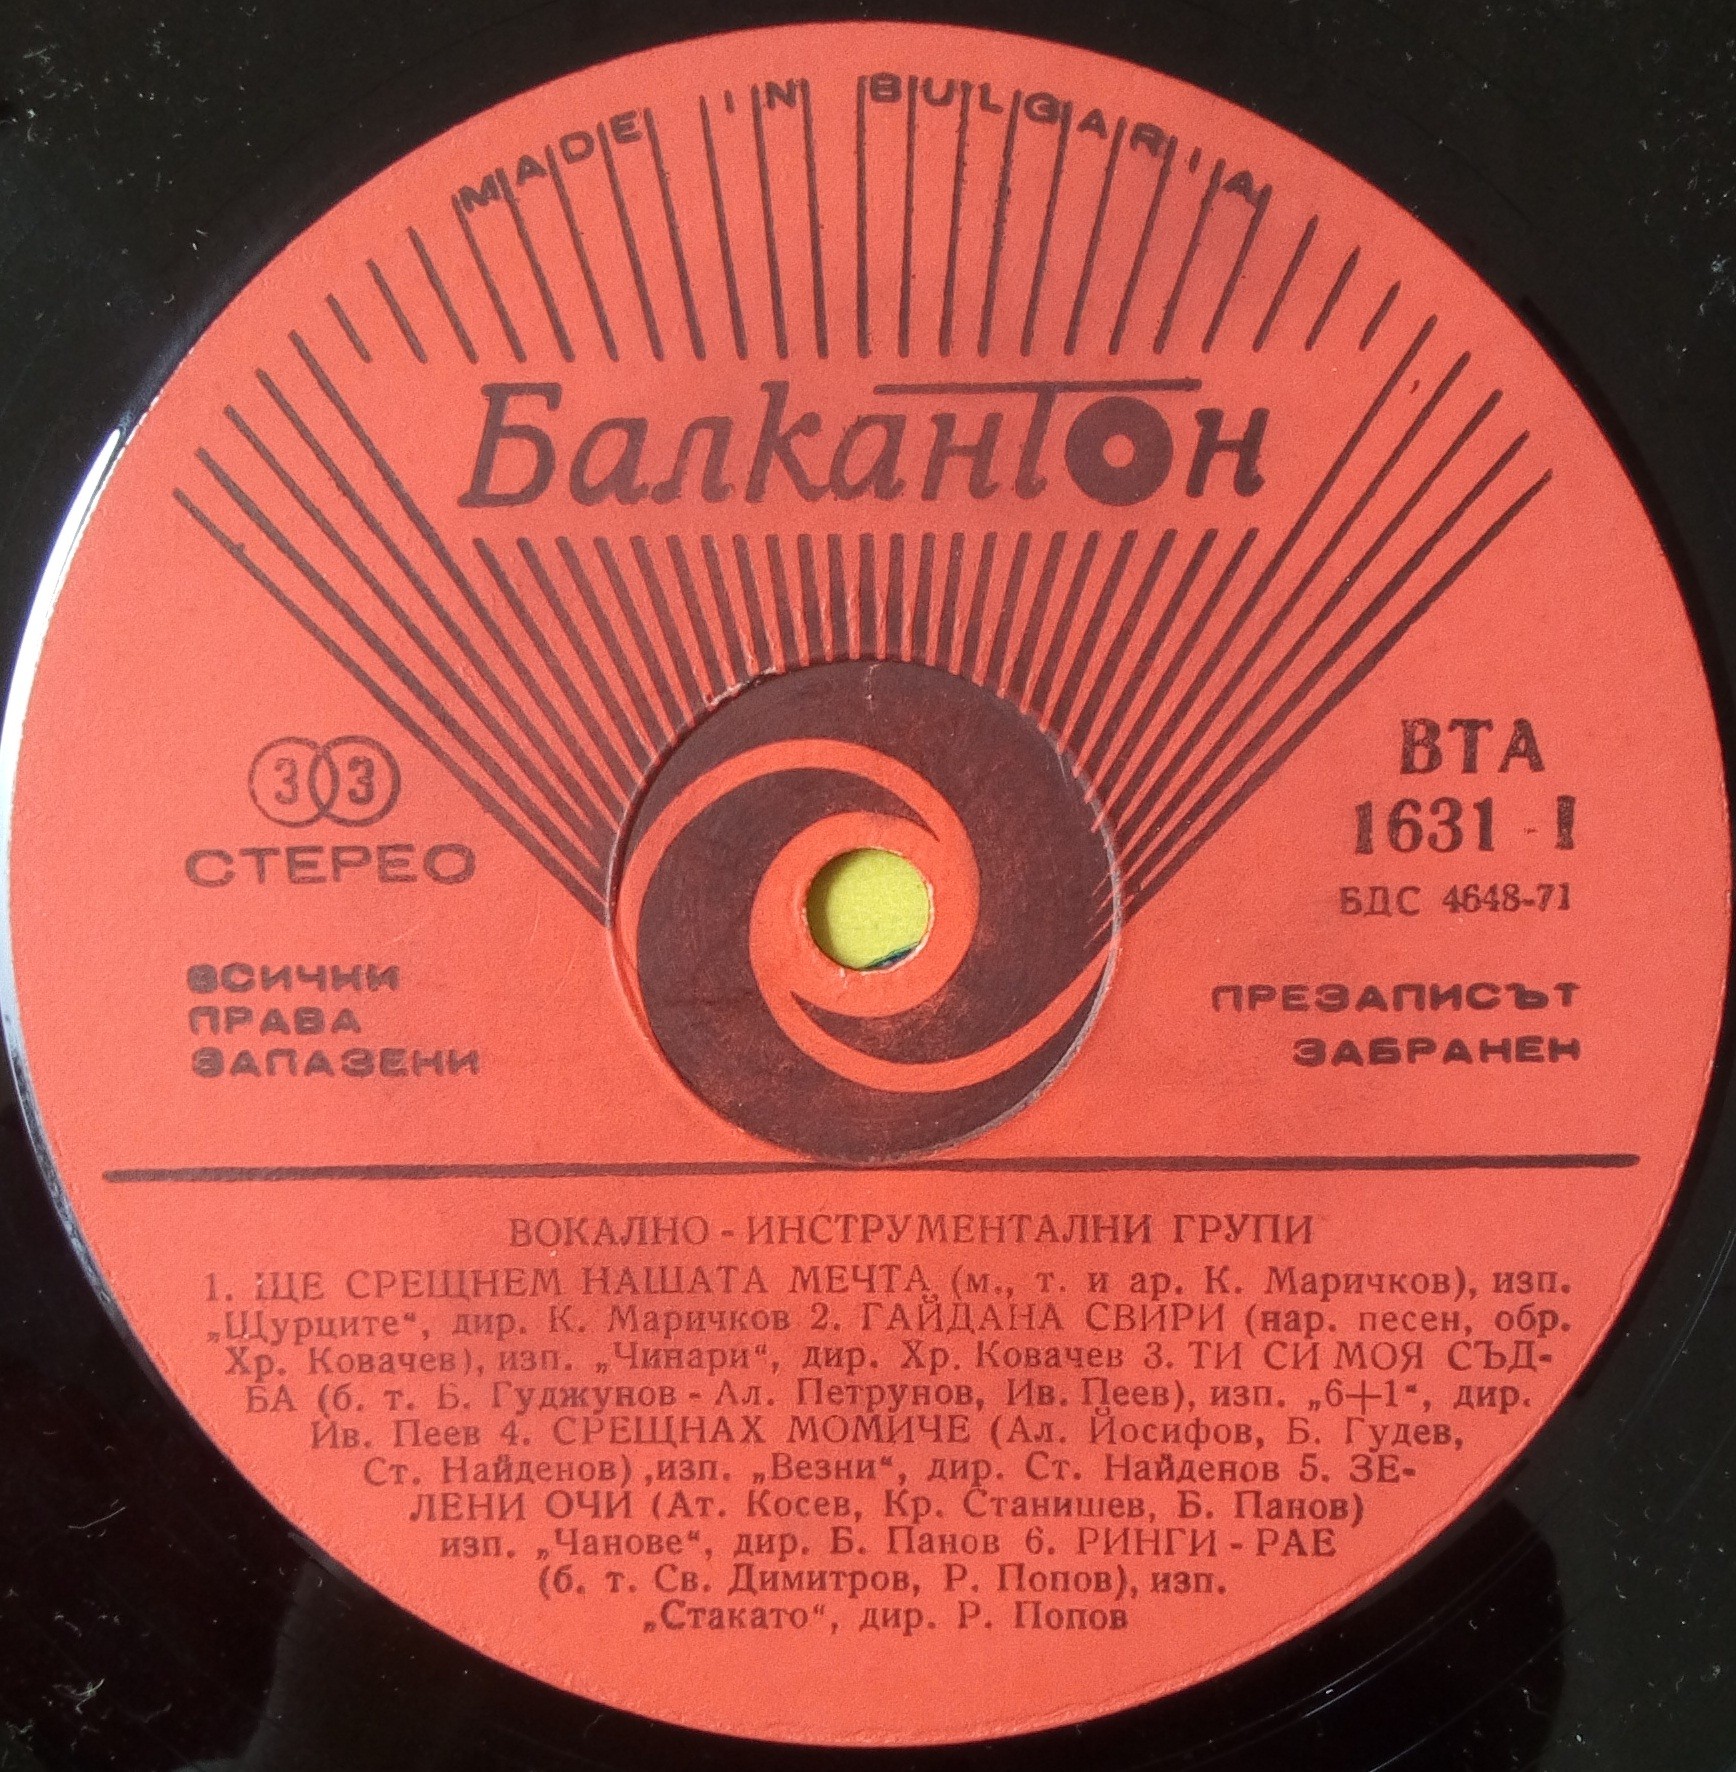 MADE IN BULGARIA
Балкантон
33
СТЕРЕО
ВСИЧКИ
ПРАВА
ЗАПАЗЕНИ
ВТА
1631 - I
БДС 4648-71
ПРЕЗАПИСЪТ
ЗАБРАНЕН
ВОКАЛНО - ИНСТРУМЕНТАЛНИ ГРУПИ
1. ЩЕ СРЕЩНЕМ НАШАТА МЕЧТА (м., т. и ар. К. Маричков), изп.
„Щурците“, дир. К. Маричков 2. ГАЙДАНА СВИРИ (нар. песен, обр.
Хр. Ковачев), изп. „Чинари“, дир. Хр. Ковачев 3. ТИ СИ МОЯ СЪД-
БА (б. т. Б. Гуджунов - Ал. Петрунов, Ив. Пеев), изп. „6+1“, дир.
Ив. Пеев 4. СРЕЩНАХ МОМИЧЕ (Ал. Йосифов, Б. Гудев,
Ст. Найденов) ,изп. „Везни“, дир. Ст. Найденов 5. ЗЕ-
ЛЕНИ ОЧИ (Ат. Косев, Кр. Станишев, Б. Панов)
изп. „Чанове“, дир. Б. Панов 6. РИНГИ - РАЕ
(б. т. Св. Димитров, Р. Попов), изп.
„Стакато“, дир. Р. Попов